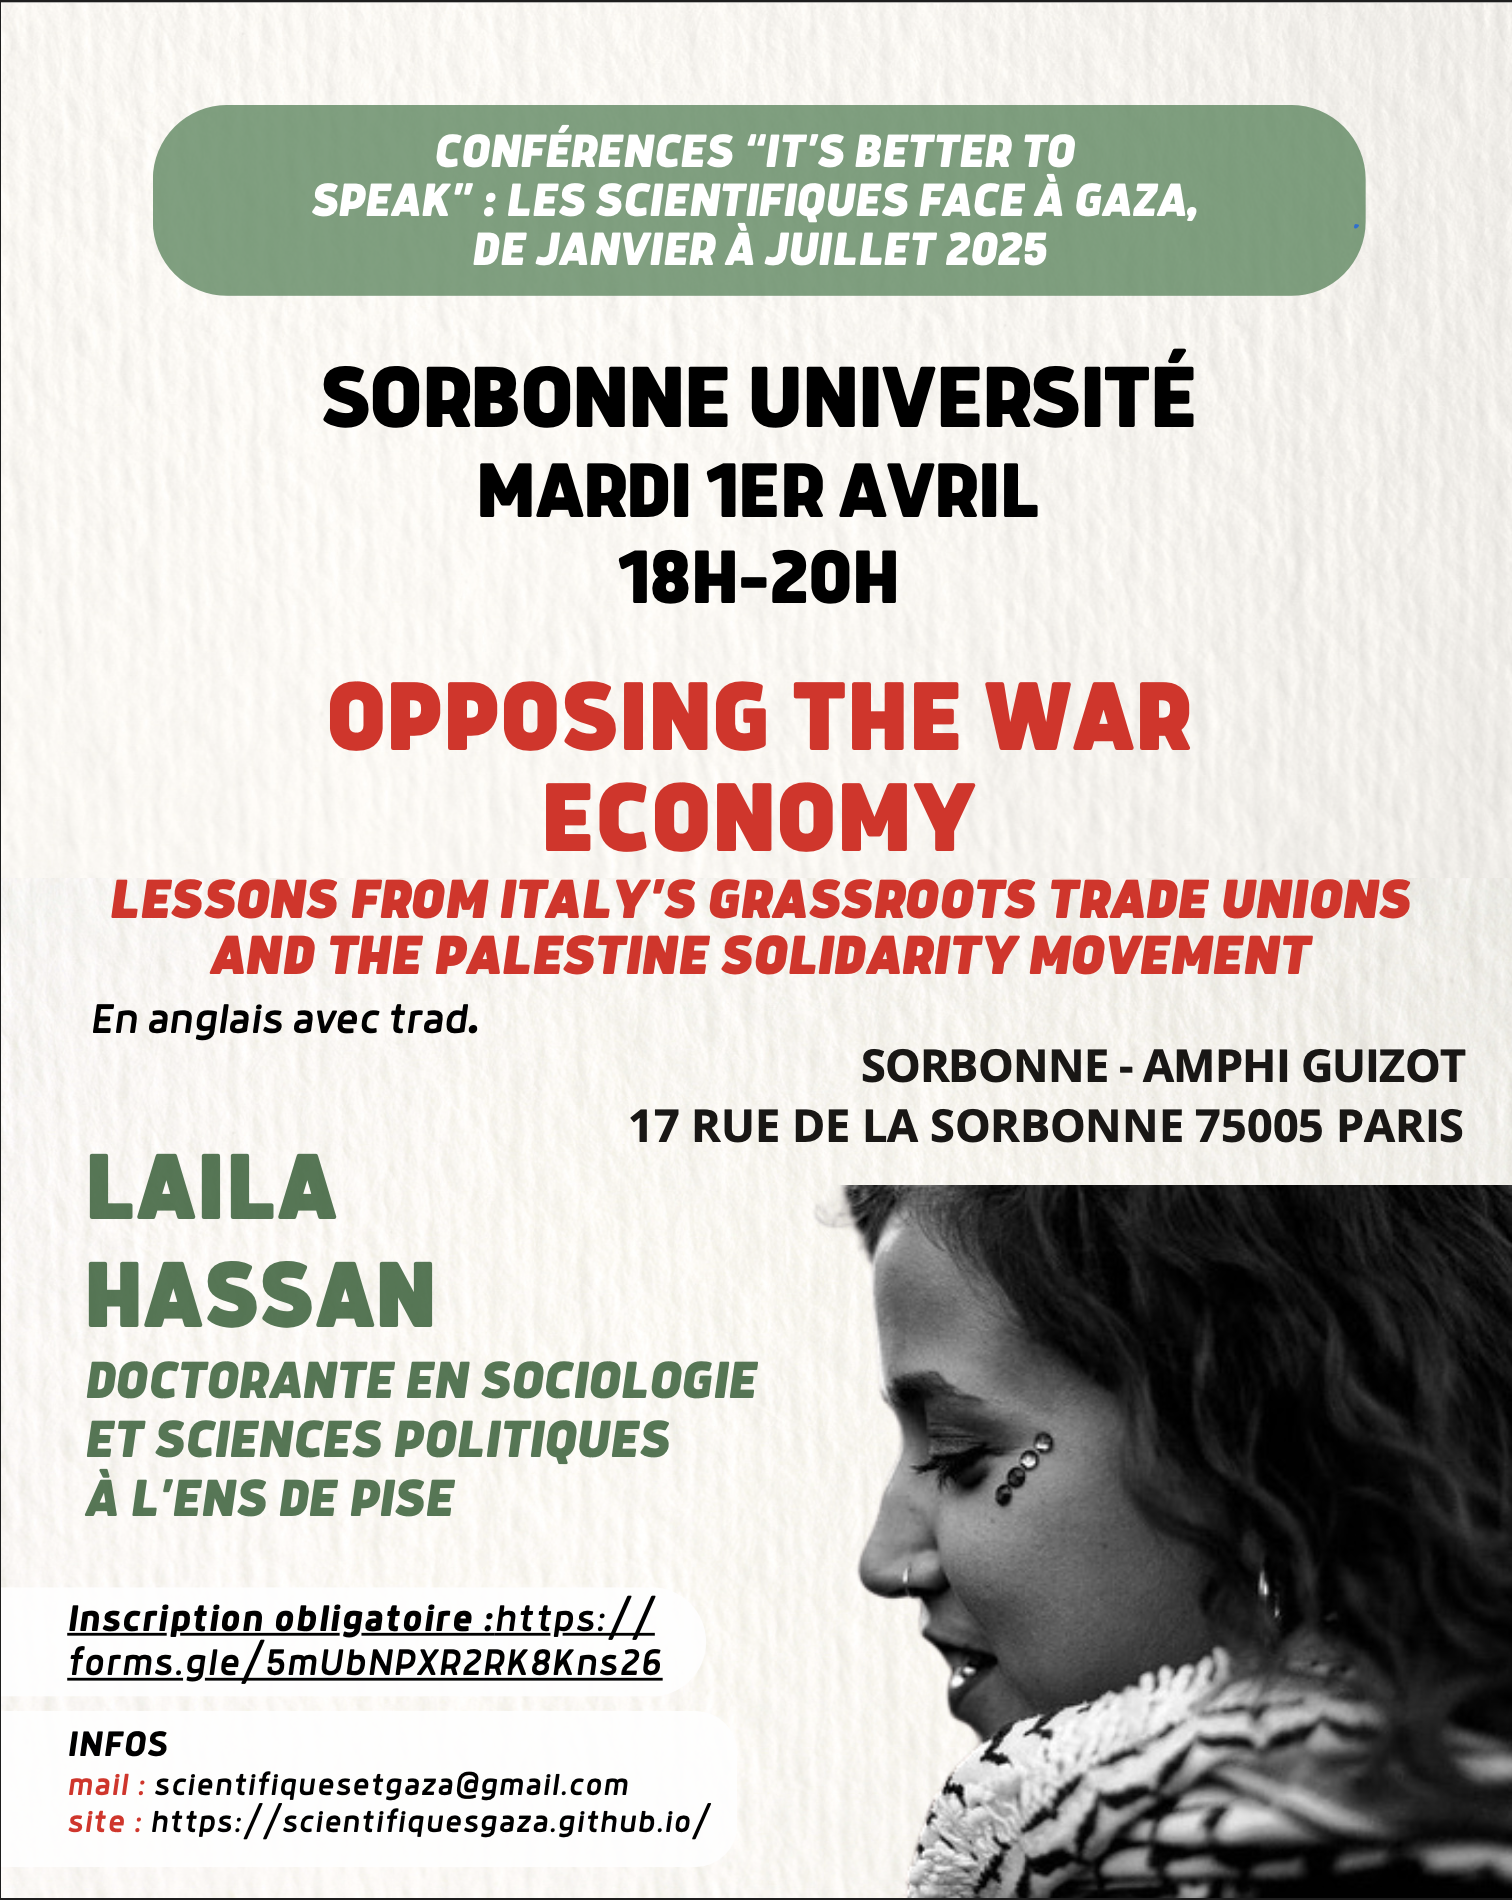 CONFÉRENCES “IT’S BETTER TO
SPEAK” : LES SCIENTIFIQUES FACE À GAZA,
DE JANVIER À JUILLET 2025
SORBONNE UNIVERSITÉ
MARDI 1ER AVRIL
18H-20H
OPPOSING THE WAR
ECONOMY
LESSONS FROM ITALY’S GRASSROOTS TRADE UNIONS
AND THE PALESTINE SOLIDARITY MOVEMENT
En anglais avec trad.
SORBONNE - AMPHI GUIZOT
17 RUE DE LA SORBONNE 75005 PARIS
LAILA
HASSAN
DOCTORANTE EN SOCIOLOGIE
ET SCIENCES POLITIQUES
À L’ENS DE PISE
Inscription obligatoire :https://
forms.gle/5mUbNPXR2RK8Kns26
INFOS
mail : scientifiquesetgaza@gmail.com
site : https://scientifiquesgaza.github.io/